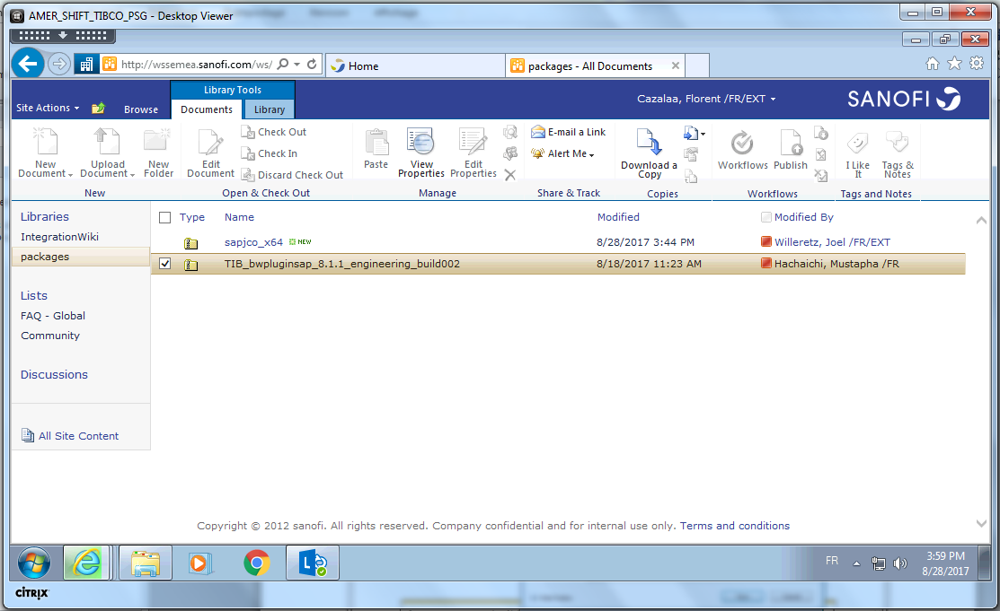 AMER_SHIFT_TIBCO_PSG - Desktop Viewer
http://wssemea.sanofi.com/ws/
Home
packages - All Documents
Library Tools
Site Actions
Browse
Documents
Library
Cazalaa, Florent /FR/EXT
SANOFI
New Document
Upload Document
New Folder
New
Edit Document
Check Out
Check In
Discard Check Out
Open & Check Out
Paste
View Properties
Edit Properties
Manage
E-mail a Link
Alert Me
Share & Track
Download a Copy
Copies
Workflows
Publish
Workflows
I Like It
Tags & Notes
Tags and Notes
Libraries
IntegrationWiki
packages
Lists
FAQ - Global
Community
Discussions
All Site Content
Type Name Modified Modified By
sapjco_x64 NEW 8/28/2017 3:44 PM Willeretz, Joel /FR/EXT
TIB_bwpluginsap_8.1.1_engineering_build002 8/18/2017 11:23 AM Hachaichi, Mustapha /FR
Copyright © 2012 sanofi. All rights reserved. Company confidential and for internal use only. Terms and conditions
FR
3:59 PM
8/28/2017
CITRIX